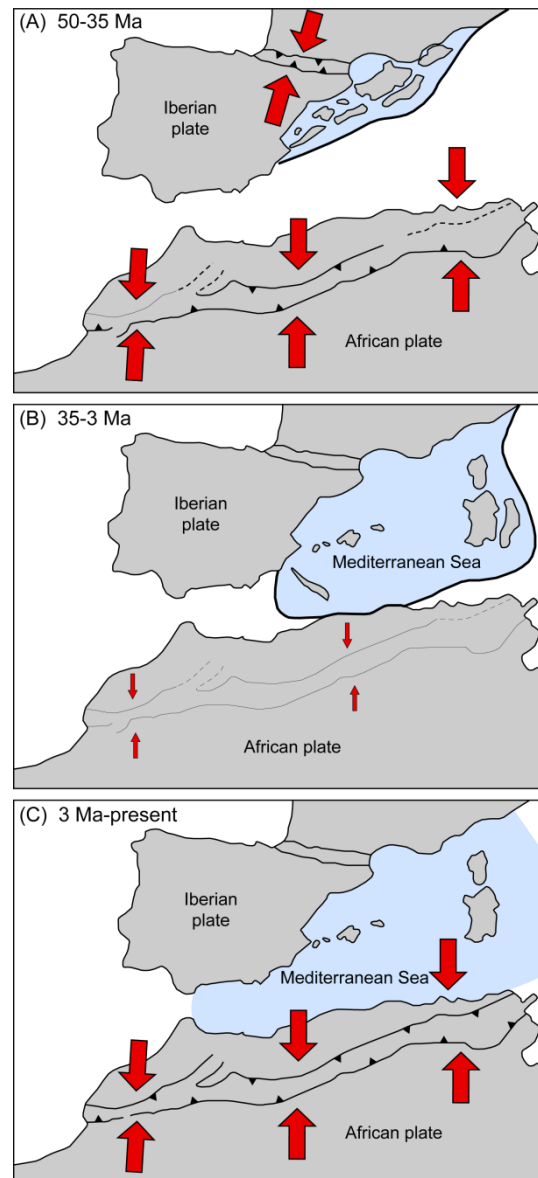 (A) 50-35 Ma
Iberian
plate
African plate
(B) 35-3 Ma
Iberian
plate
Mediterranean Sea
African plate
(C) 3 Ma-present
Iberian
plate
Mediterranean Sea
African plate